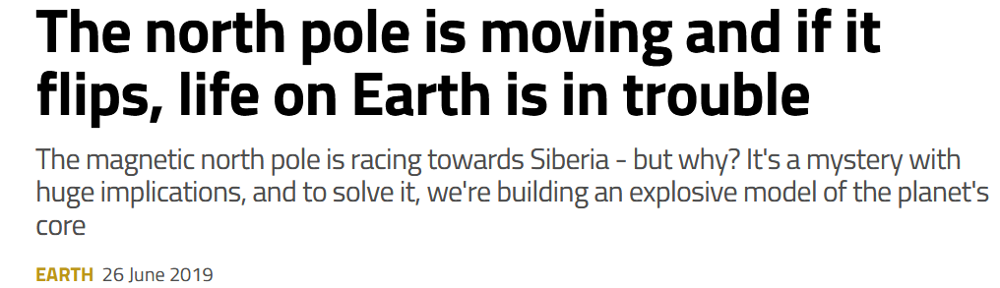 The north pole is moving and if it
flips, life on Earth is in trouble
The magnetic north pole is racing towards Siberia - but why? It's a mystery with
huge implications, and to solve it, we're building an explosive model of the planet's
core
EARTH 26 June 2019